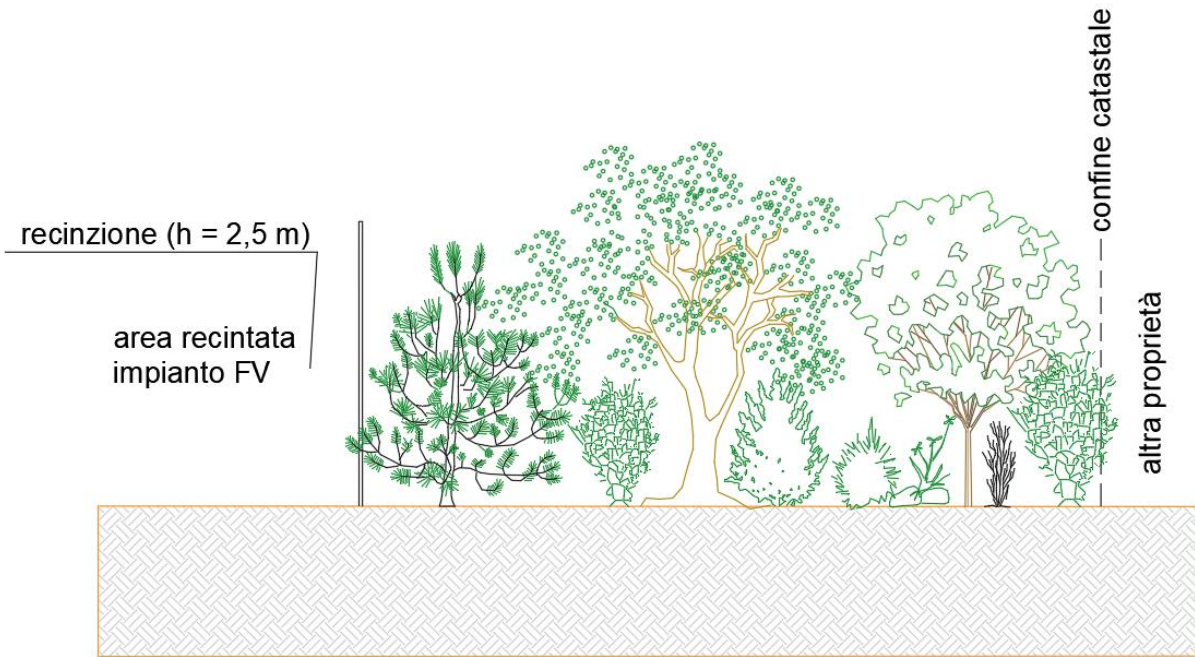 recinzione (h = 2,5 m)
area recintata
impianto FV
confine catastale
altra proprietà